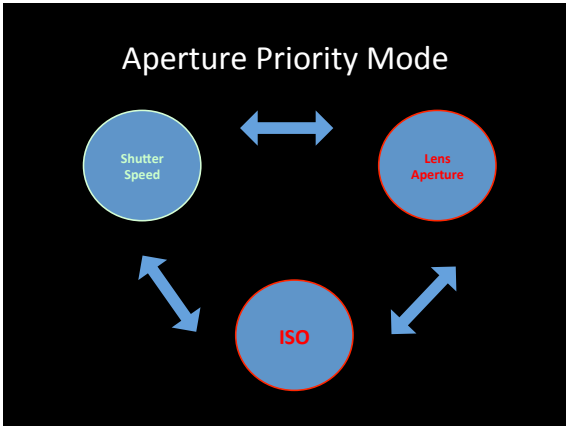 Aperture Priority Mode
Shutter
Speed
Lens
Aperture
ISO